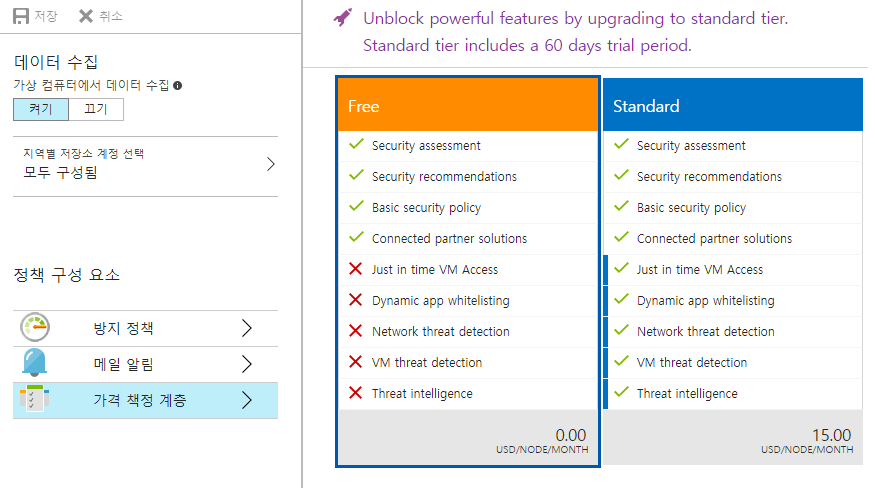 저장
취소
데이터 수집
가상 컴퓨터에서 데이터 수집
켜기
끄기
지역별 저장소 계정 선택
모두 구성됨
정책 구성 요소
방지 정책
메일 알림
가격 책정 계층
Unblock powerful features by upgrading to standard tier.
Standard tier includes a 60 days trial period.
Free
Security assessment
Security recommendations
Basic security policy
Connected partner solutions
Just in time VM Access
Dynamic app whitelisting
Network threat detection
VM threat detection
Threat intelligence
0.00
USD/NODE/MONTH
Standard
Security assessment
Security recommendations
Basic security policy
Connected partner solutions
Just in time VM Access
Dynamic app whitelisting
Network threat detection
VM threat detection
Threat intelligence
15.00
USD/NODE/MONTH